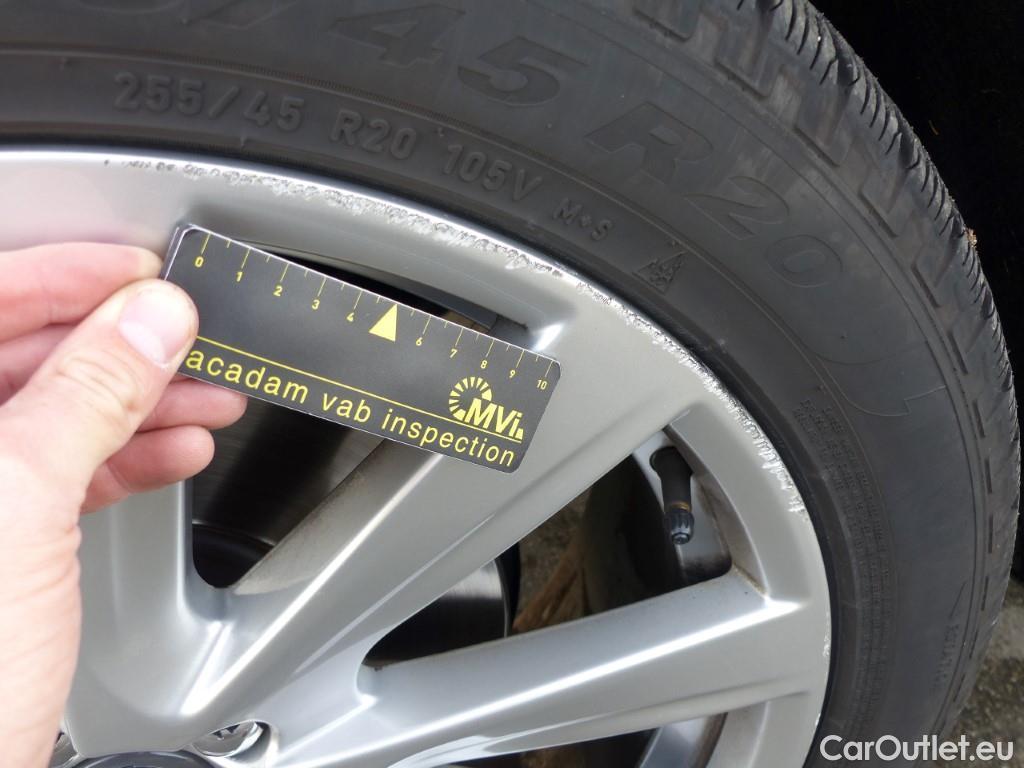 /45 R20
255/45 R20 105V M+S
0 1 2 3 4 6 7 8 9 10
MVi
acadam vab inspection
CarOutlet.eu